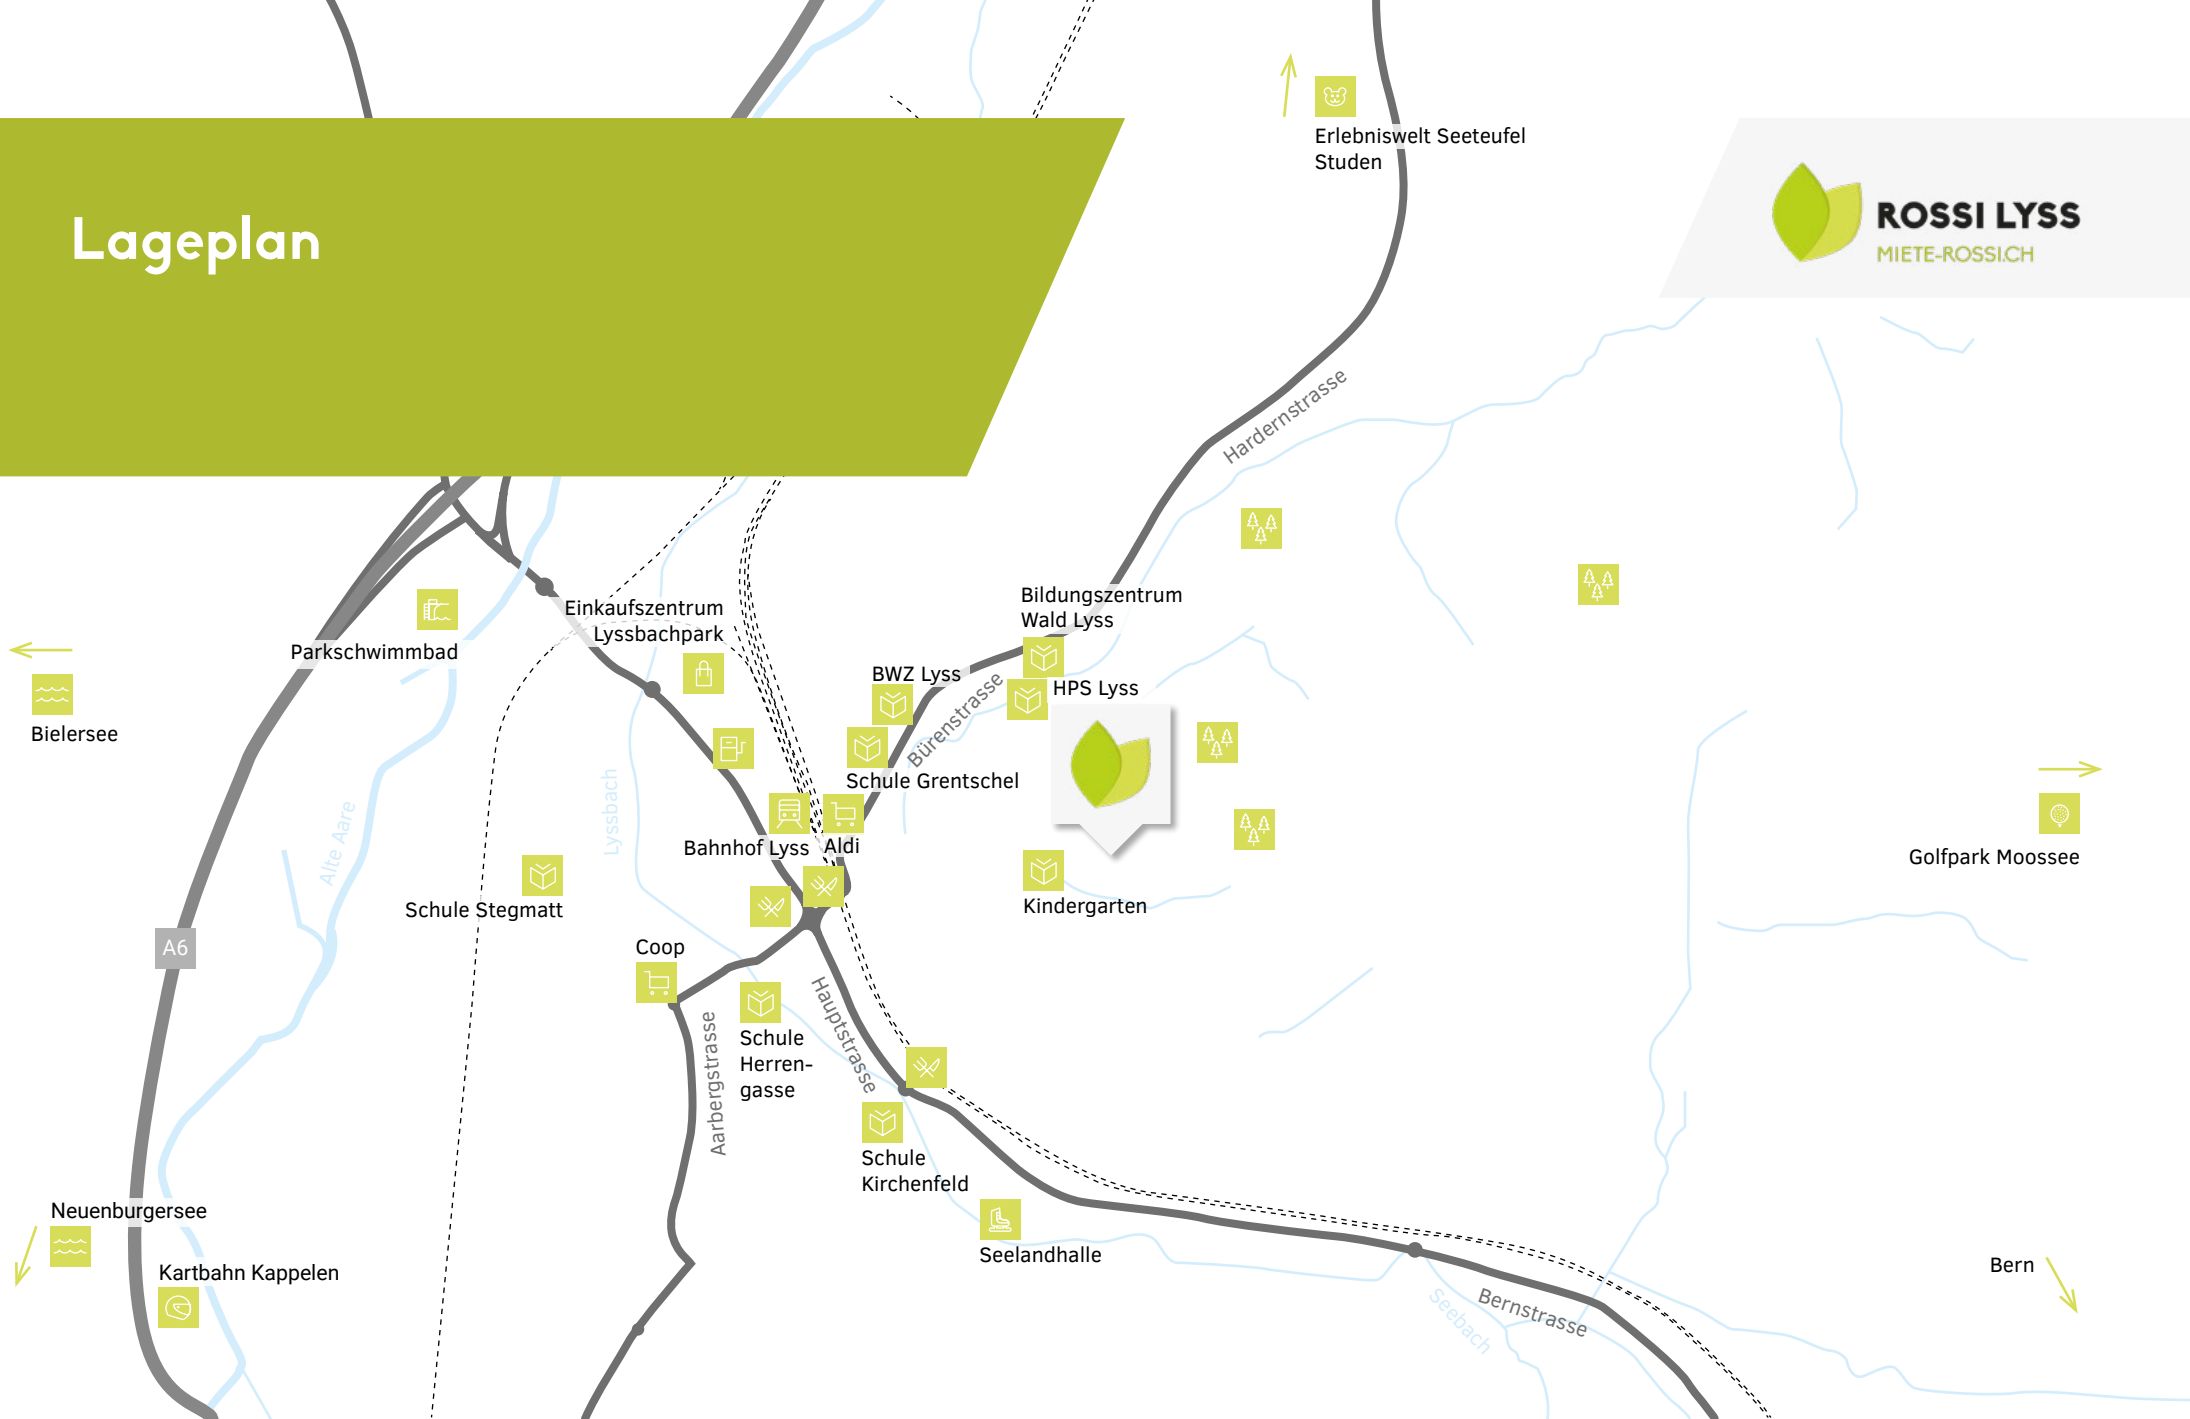 Erlebniswelt Seeteufel
Studen
Lageplan
ROSSI LYSS
MIETE-ROSSI.CH
Hardernstrasse
Einkaufszentrum
Lyssbachpark
Bildungszentrum
Wald Lyss
Parkschwimmbad
BWZ Lyss
HPS Lyss
Bürenstrasse
Bielersee
Schule Grentschel
Lyssbach
Alte Aare
Bahnhof Lyss
Aldi
Golfpark Moossee
Schule Stegmatt
Kindergarten
A6
Coop
Hauptstrasse
Aarbergstrasse
Schule
Herren-
gasse
Schule
Kirchenfeld
Neuenburgersee
Seelandhalle
Kartbahn Kappelen
Bern
Seebach
Bernstrasse